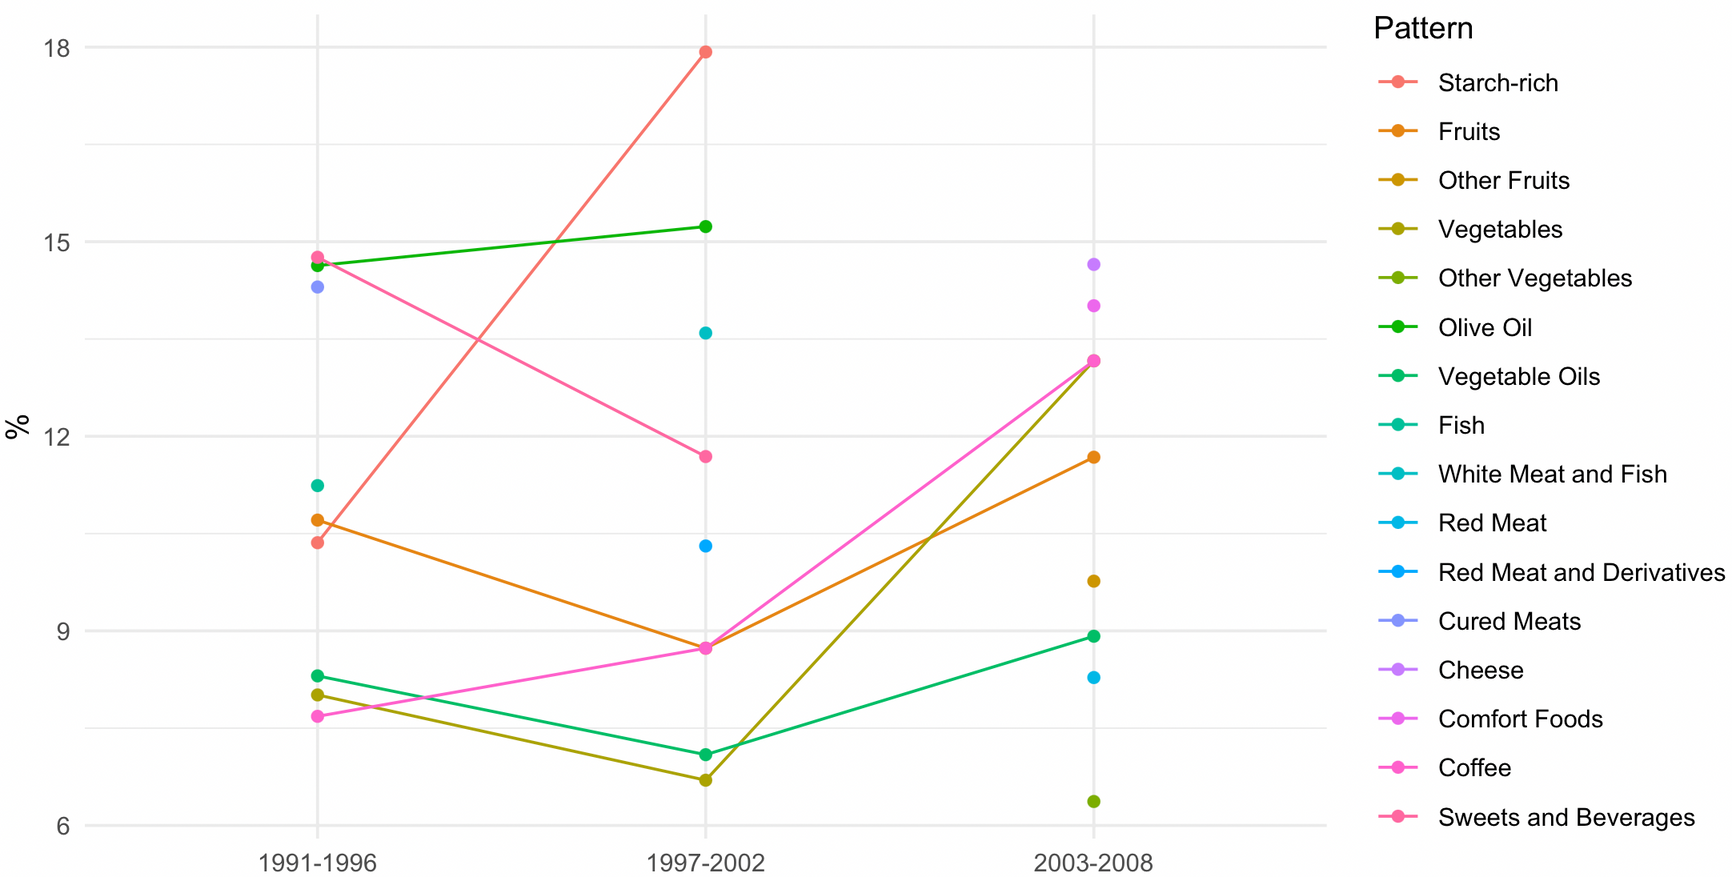 %
18
15
12
9
6
1991-1996
1997-2002
2003-2008
Pattern
Starch-rich
Fruits
Other Fruits
Vegetables
Other Vegetables
Olive Oil
Vegetable Oils
Fish
White Meat and Fish
Red Meat
Red Meat and Derivatives
Cured Meats
Cheese
Comfort Foods
Coffee
Sweets and Beverages